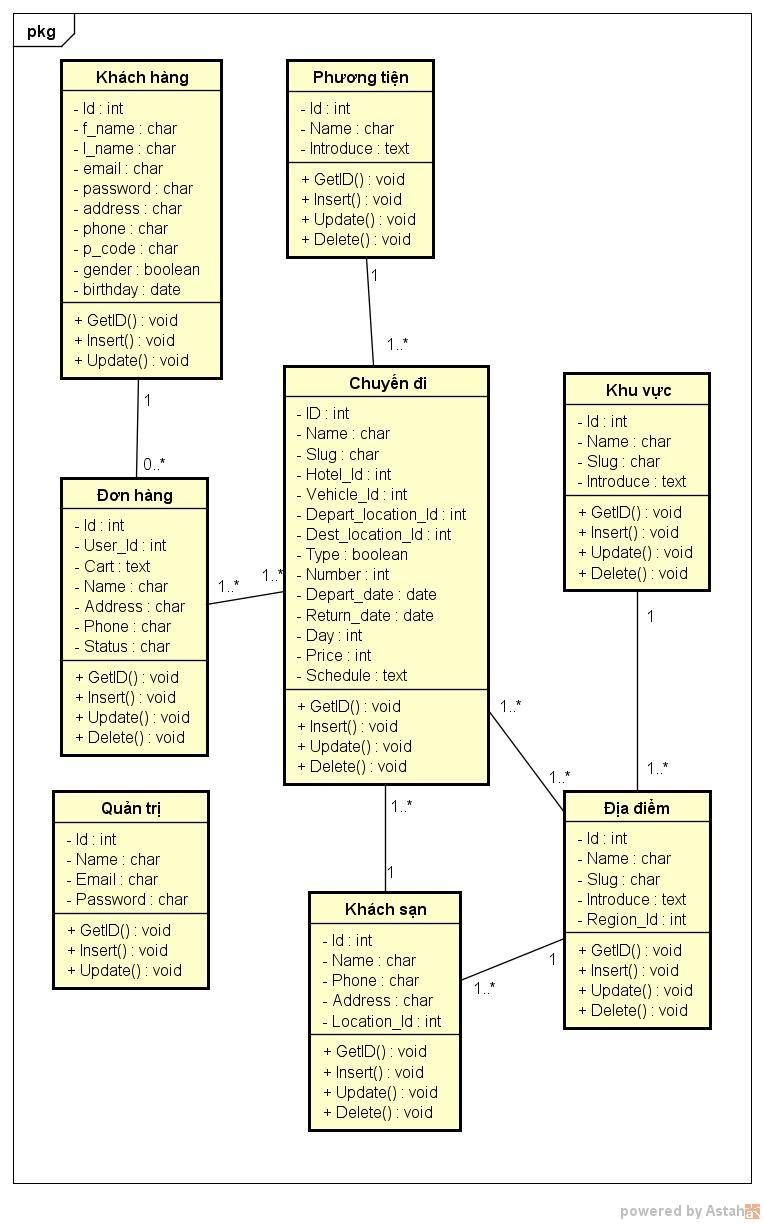 pkg
Khách hàng
- Id : int
- f_name : char
- l_name : char
- email : char
- password : char
- address : char
- phone : char
- p_code : char
- gender : boolean
- birthday : date
+ GetID() : void
+ Insert() : void
+ Update() : void
Phương tiện
- Id : int
- Name : char
- Introduce : text
+ GetID() : void
+ Insert() : void
+ Update() : void
+ Delete() : void
1
1..*
1
0..*
Chuyến đi
- ID : int
- Name : char
- Slug : char
- Hotel_Id : int
- Vehicle_Id : int
- Depart_location_Id : int
- Dest_location_Id : int
- Type : boolean
- Number : int
- Depart_date : date
- Return_date : date
- Day : int
- Price : int
- Schedule : text
+ GetID() : void
+ Insert() : void
+ Update() : void
+ Delete() : void
Khu vực
- Id : int
- Name : char
- Slug : char
- Introduce : text
+ GetID() : void
+ Insert() : void
+ Update() : void
+ Delete() : void
Đơn hàng
- Id : int
- User_Id : int
- Cart : text
- Name : char
- Address : char
- Phone : char
- Status : char
+ GetID() : void
+ Insert() : void
+ Update() : void
+ Delete() : void
1..*
1..*
1
1..*
1..*
1..*
1..*
1
Quản trị
- Id : int
- Name : char
- Email : char
- Password : char
+ GetID() : void
+ Insert() : void
+ Update() : void
Địa điểm
- Id : int
- Name : char
- Slug : char
- Introduce : text
- Region_Id : int
+ GetID() : void
+ Insert() : void
+ Update() : void
+ Delete() : void
Khách sạn
- Id : int
- Name : char
- Phone : char
- Address : char
- Location_Id : int
+ GetID() : void
+ Insert() : void
+ Update() : void
+ Delete() : void
1
1..*
powered by Astah